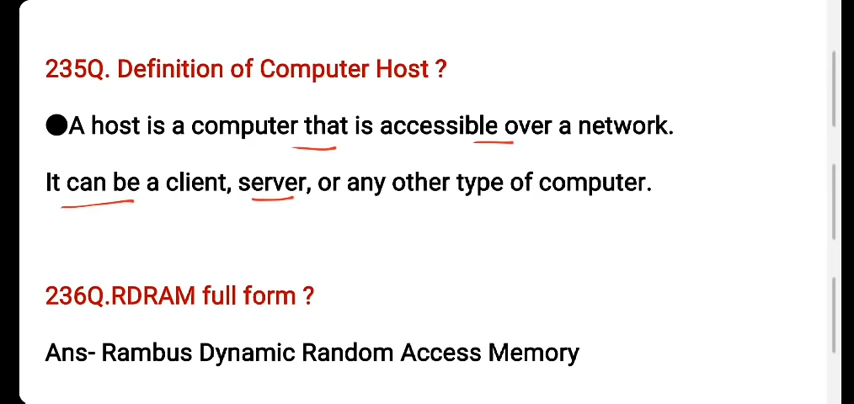 235Q. Definition of Computer Host ?
●A host is a computer that is accessible over a network.
It can be a client, server, or any other type of computer.
236Q.RDRAM full form ?
Ans- Rambus Dynamic Random Access Memory